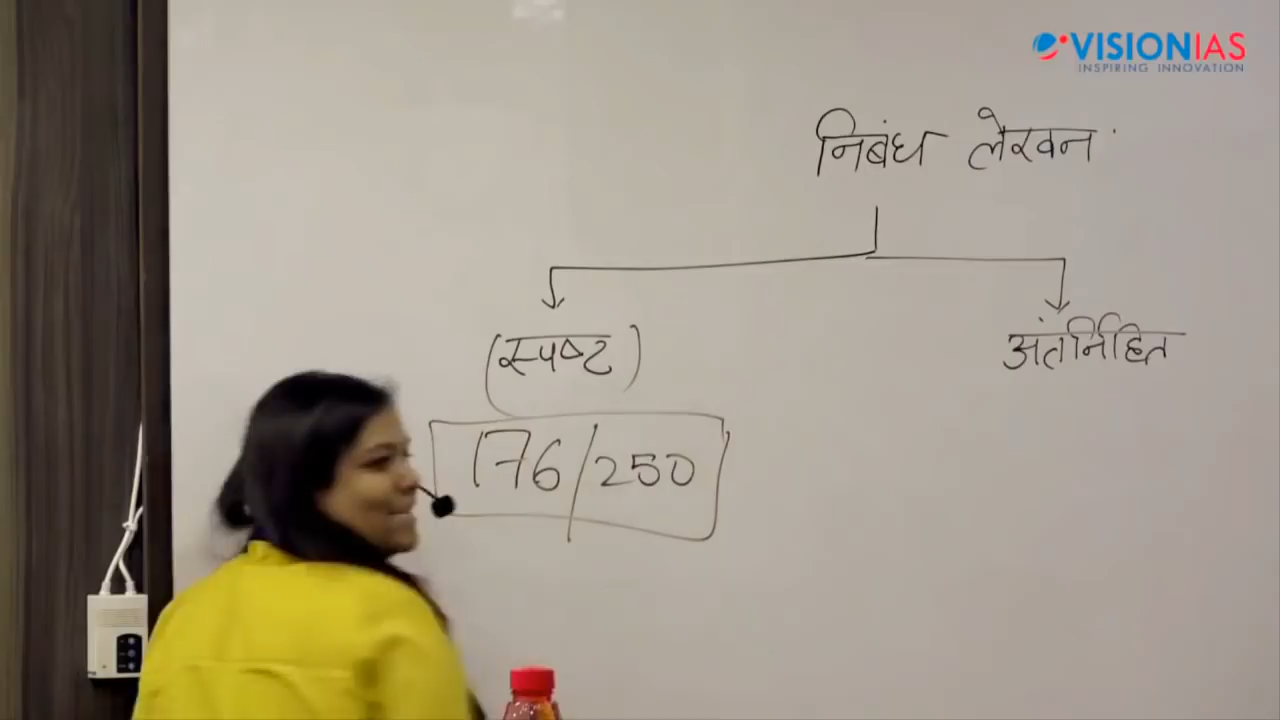 VISIONIAS
INSPIRING INNOVATION
निबंध लेखन
(स्पष्ट)
अंतर्निहित
176/250